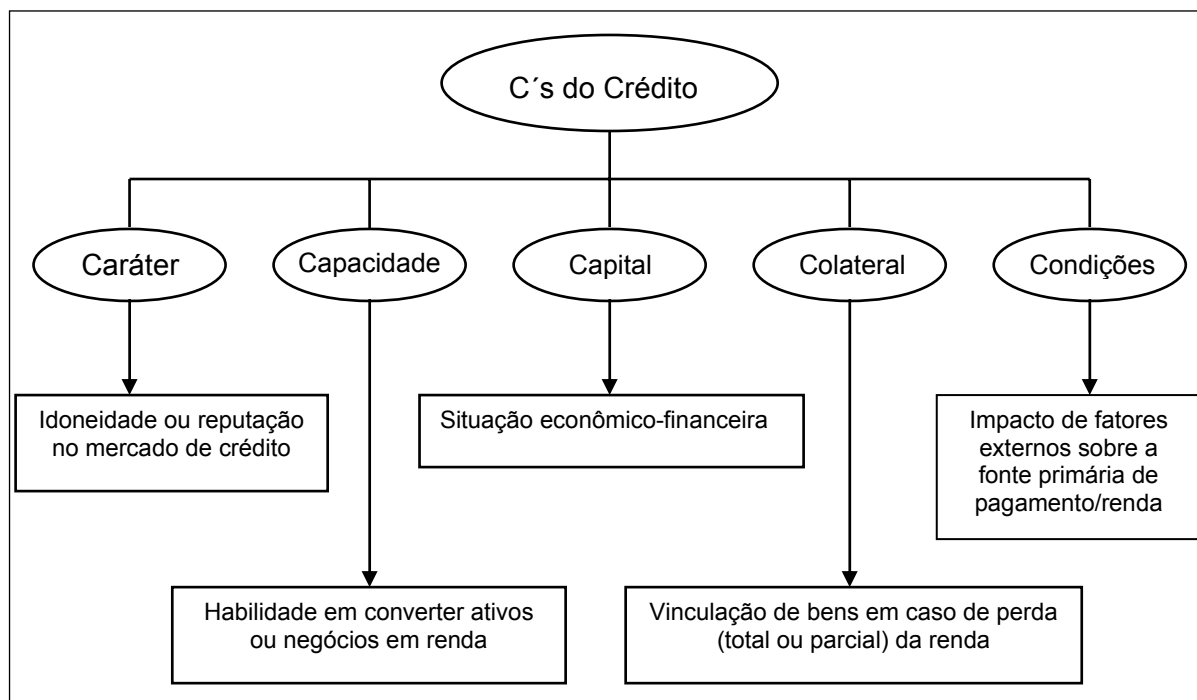 C´s do Crédito
Caráter
Capacidade
Capital
Colateral
Condições
Idoneidade ou reputação
no mercado de crédito
Situação econômico-financeira
Impacto de fatores
externos sobre a
fonte primária de
pagamento/renda
Habilidade em converter ativos
ou negócios em renda
Vinculação de bens em caso de perda
(total ou parcial) da renda